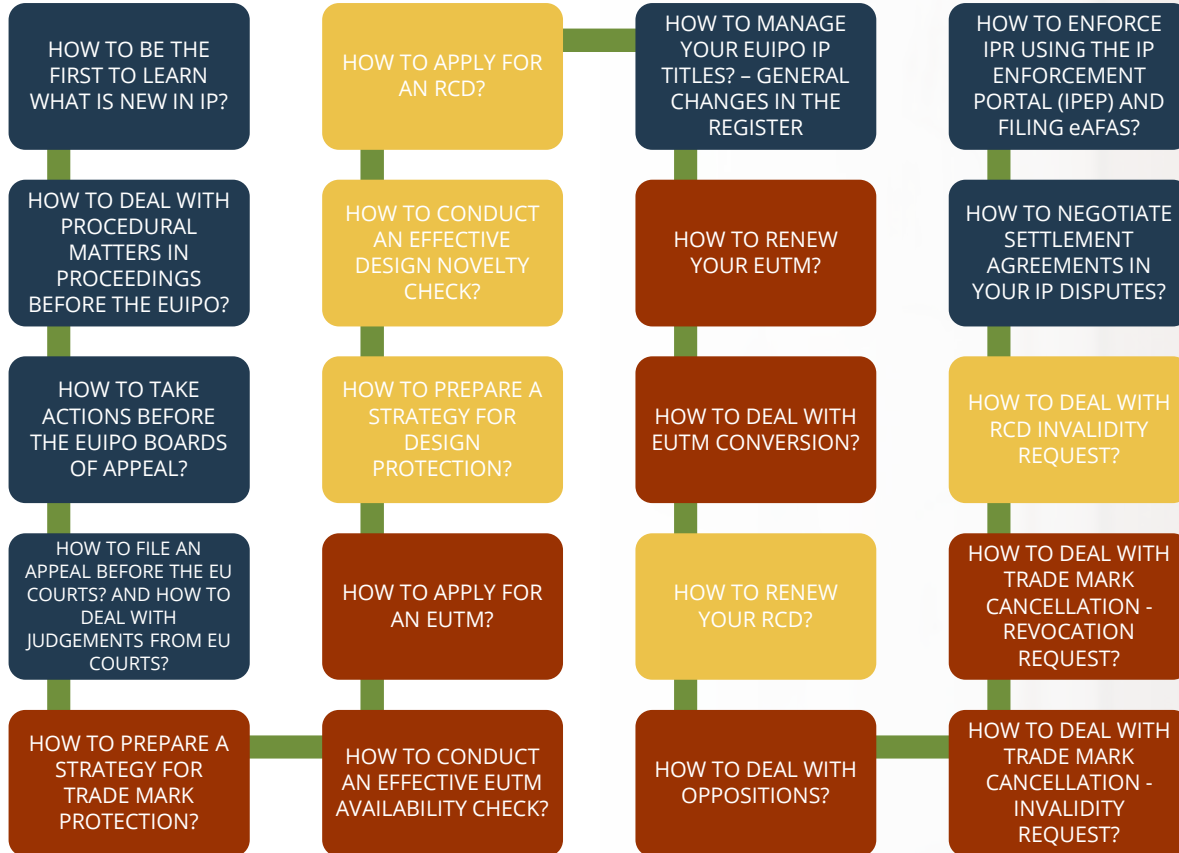 HOW TO BE THE
FIRST TO LEARN
WHAT IS NEW IN IP?
HOW TO DEAL WITH
PROCEDURAL
MATTERS IN
PROCEEDINGS
BEFORE THE EUIPO?
HOW TO TAKE
ACTIONS BEFORE
THE EUIPO BOARDS
OF APPEAL?
HOW TO FILE AN
APPEAL BEFORE THE EU
COURTS? AND HOW TO
DEAL WITH
JUDGEMENTS FROM EU
COURTS?
HOW TO PREPARE A
STRATEGY FOR
TRADE MARK
PROTECTION?
HOW TO CONDUCT
AN EFFECTIVE EUTM
AVAILABILITY CHECK?
HOW TO APPLY FOR
AN EUTM?
HOW TO PREPARE A
STRATEGY FOR
DESIGN
PROTECTION?
HOW TO CONDUCT
AN EFFECTIVE
DESIGN NOVELTY
CHECK?
HOW TO APPLY FOR
AN RCD?
HOW TO MANAGE
YOUR EUIPO IP
TITLES? – GENERAL
CHANGES IN THE
REGISTER
HOW TO RENEW
YOUR EUTM?
HOW TO DEAL WITH
EUTM CONVERSION?
HOW TO RENEW
YOUR RCD?
HOW TO DEAL WITH
OPPOSITIONS?
HOW TO DEAL WITH
TRADE MARK
CANCELLATION -
INVALIDITY
REQUEST?
HOW TO DEAL WITH
TRADE MARK
CANCELLATION -
REVOCATION
REQUEST?
HOW TO DEAL WITH
RCD INVALIDITY
REQUEST?
HOW TO NEGOTIATE
SETTLEMENT
AGREEMENTS IN
YOUR IP DISPUTES?
HOW TO ENFORCE
IPR USING THE IP
ENFORCEMENT
PORTAL (IPEP) AND
FILING eAFAS?